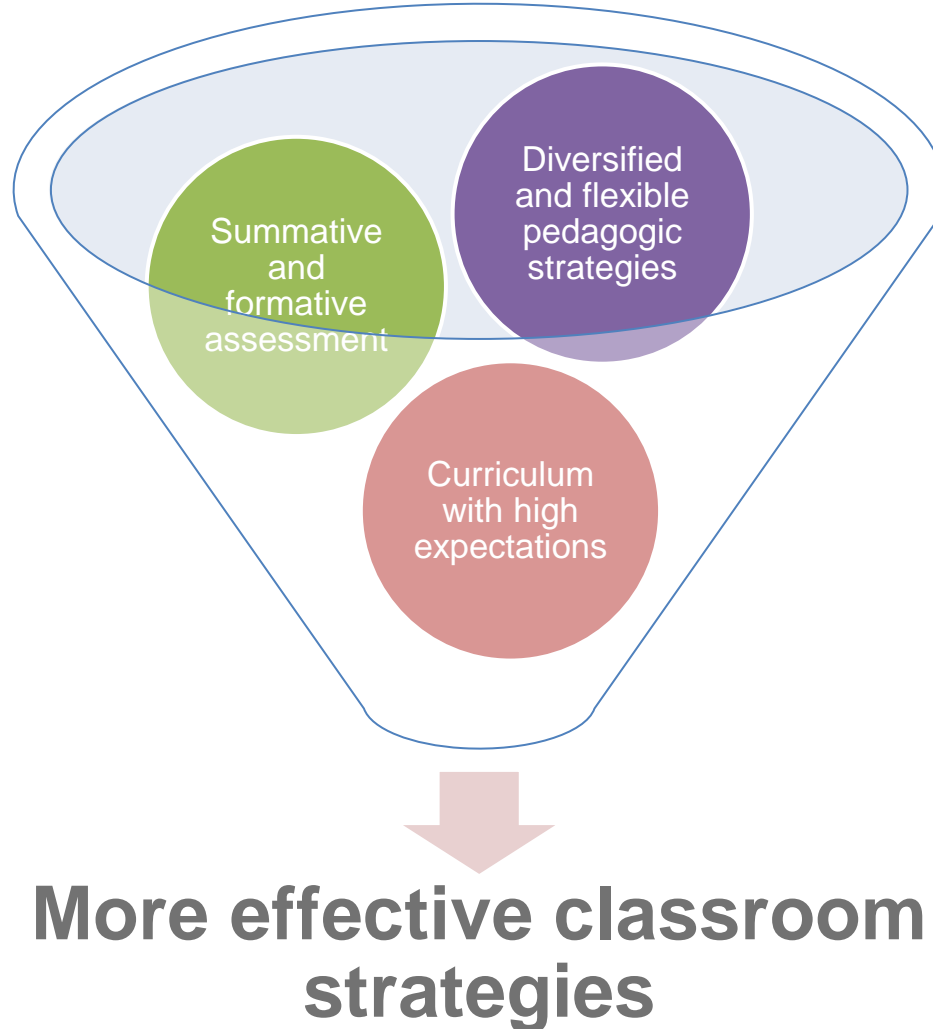 Diversified
and flexible
pedagogic
strategies
Summative
and
formative
assessment
Curriculum
with high
expectations
More effective classroom
strategies